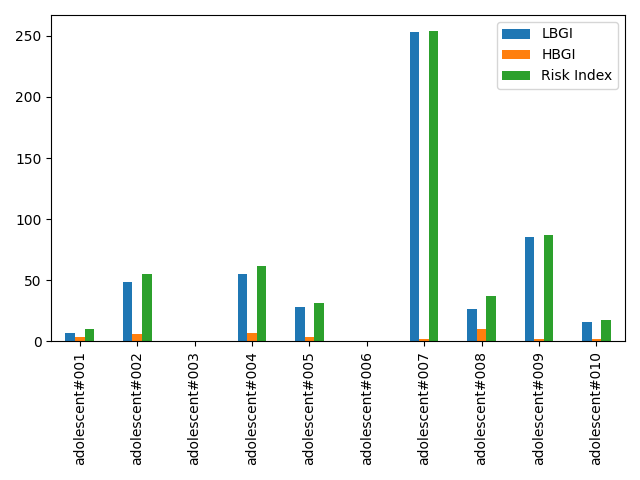 250
200
150
100
50
0
LBGI
HBGI
Risk Index
adolescent#001
adolescent#002
adolescent#003
adolescent#004
adolescent#005
adolescent#006
adolescent#007
adolescent#008
adolescent#009
adolescent#010